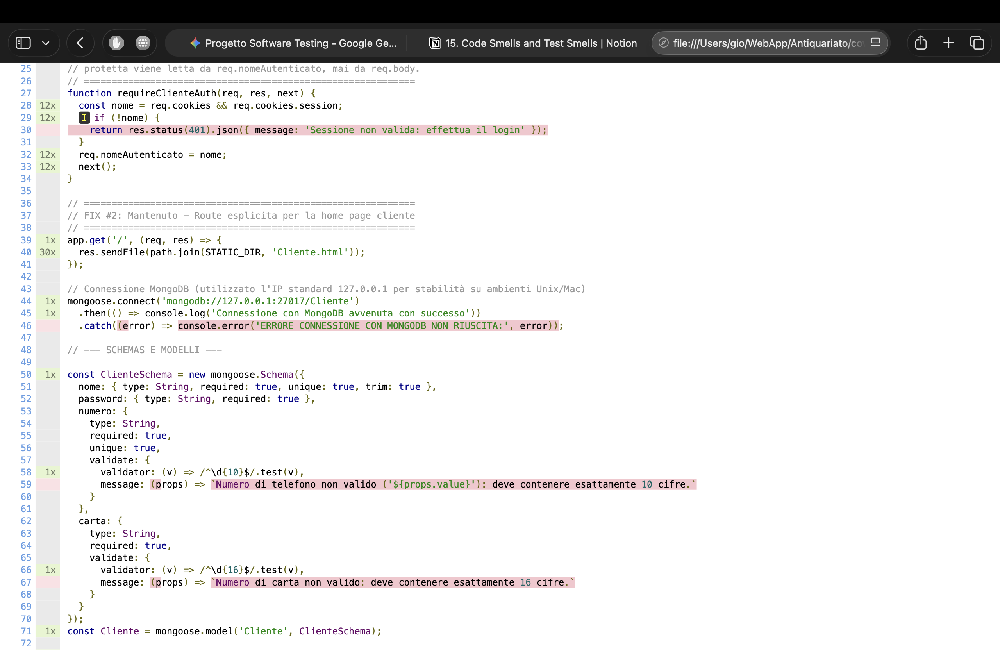 Progetto Software Testing - Google Ge...
15. Code Smells and Test Smells | Notion
file:///Users/gio/WebApp/Antiquariato/co
25 // protetta viene letta da req.nomeAutenticato, mai da req.body.
26 // ============================================================
27 function requireClienteAuth(req, res, next) {
28 12x const nome = req.cookies && req.cookies.session;
29 12x I if (!nome) {
30 return res.status(401).json({ message: 'Sessione non valida: effettua il login' });
31 }
32 12x req.nomeAutenticato = nome;
33 12x next();
34 }
35
36 // ============================================================
37 // FIX #2: Mantenuto – Route esplicita per la home page cliente
38 // ============================================================
39 1x app.get('/', (req, res) => {
40 30x res.sendFile(path.join(STATIC_DIR, 'Cliente.html'));
41 });
42
43 // Connessione MongoDB (utilizzato l'IP standard 127.0.0.1 per stabilità su ambienti Unix/Mac)
44 1x mongoose.connect('mongodb://127.0.0.1:27017/Cliente')
45 1x .then(() => console.log('Connessione con MongoDB avvenuta con successo'))
46 .catch((error) => console.error('ERRORE CONNESSIONE CON MONGODB NON RIUSCITA:', error));
47
48 // --- SCHEMAS E MODELLI ---
49
50 1x const ClienteSchema = new mongoose.Schema({
51 nome: { type: String, required: true, unique: true, trim: true },
52 password: { type: String, required: true },
53 numero: {
54 type: String,
55 required: true,
56 unique: true,
57 validate: {
58 1x validator: (v) => /^\d{10}$/.test(v),
59 message: (props) => `Numero di telefono non valido ('${props.value}'): deve contenere esattamente 10 cifre.`
60 }
61 },
62 carta: {
63 type: String,
64 required: true,
65 validate: {
66 1x validator: (v) => /^\d{16}$/.test(v),
67 message: (props) => `Numero di carta non valido: deve contenere esattamente 16 cifre.`
68 }
69 }
70 });
71 1x const Cliente = mongoose.model('Cliente', ClienteSchema);
72